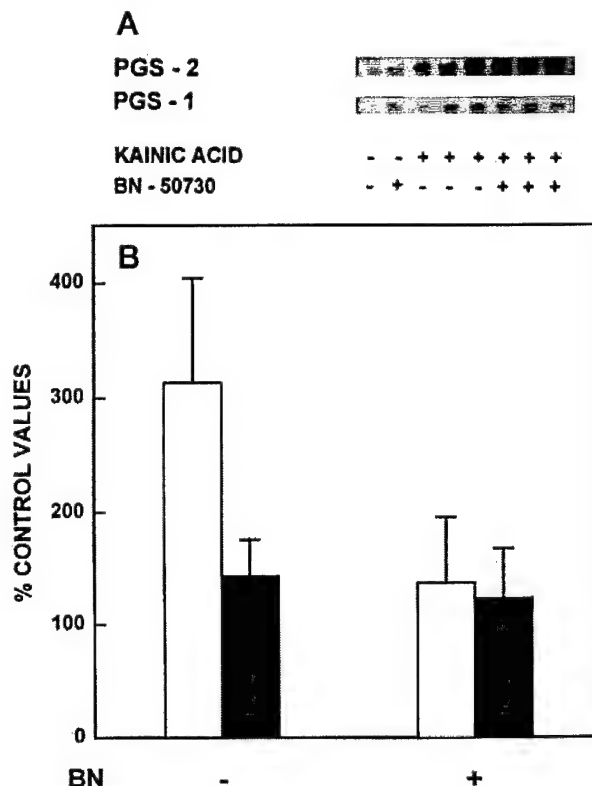 A
PGS - 2
PGS - 1
KAINIC ACID - - + + + + + +
BN - 50730 - + - - - + + +
B
% CONTROL VALUES
400
300
200
100
0
BN - +